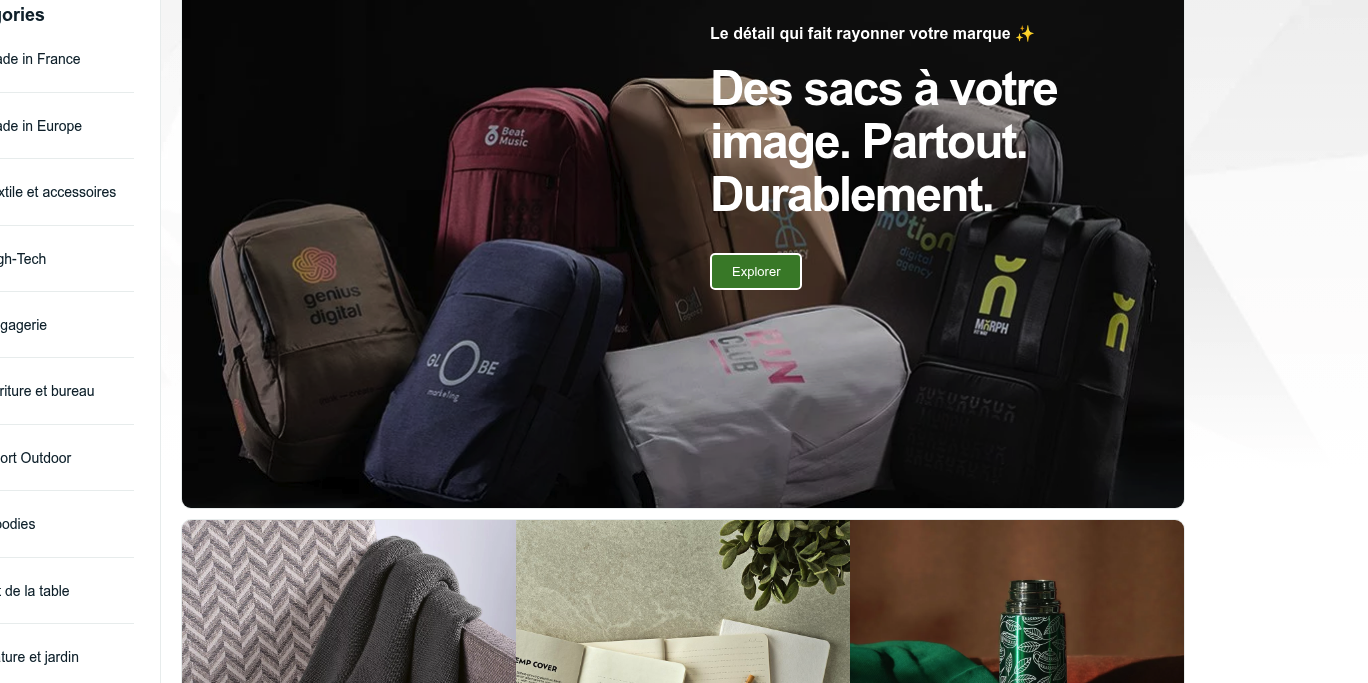 gories
ade in France
ade in Europe
xtile et accessoires
gh-Tech
gagerie
riture et bureau
ort Outdoor
oodies
t de la table
ture et jardin
Le détail qui fait rayonner votre marque ✨
Des sacs à votre
image. Partout.
Durablement.
Explorer
Beat
Music
genius
digital
GLOBE
marketing
RUN
CLUB
motion
digital
agency
MORPH
EMP COVER